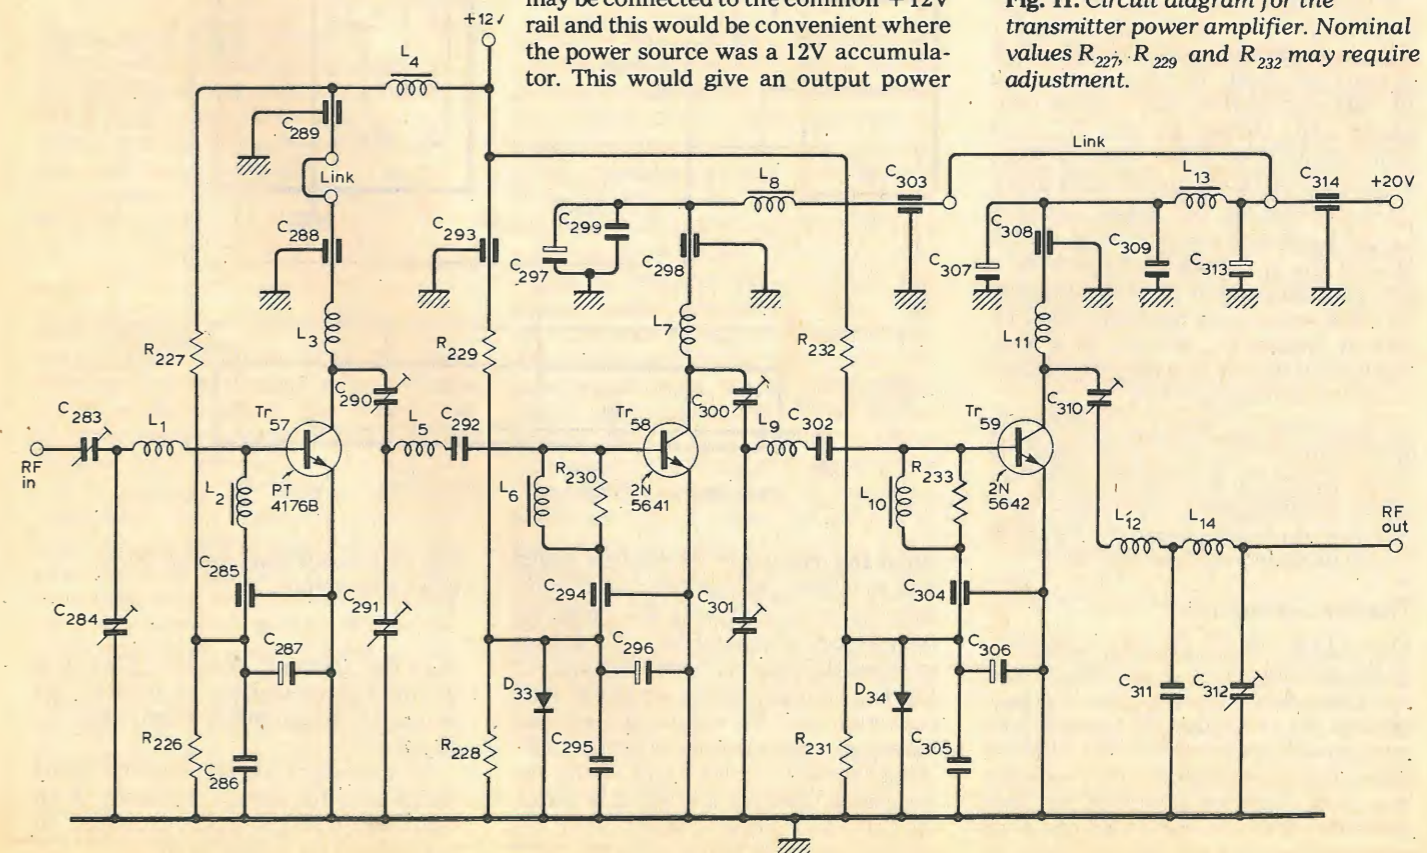 may be connected to the common +12V
rail and this would be convenient where
the power source was a 12V accumula-
tor. This would give an output power
Fig. 11. Circuit diagram for the
transmitter power amplifier. Nominal
values R227, R229 and R232 may require
adjustment.
+12V
L4
C289
Link
C288
L3
R227
C293
R229
C290
C283
L1
Tr57
PT
4176B
RF
in
L2
C285
C284
C287
R226
C286
L5
C292
C291
C299
C297
C298
L8
C303
L7
R232
Tr58
C300
2N
5641
L6
R230
C294
C296
D33
R228
C295
L9
C302
C301
Link
L13
C314
+20V
C308
C307
C309
C313
L11
Tr59
C310
2N
5642
L10
R233
C304
C306
D34
R231
C305
L12
L14
RF
out
C311
C312